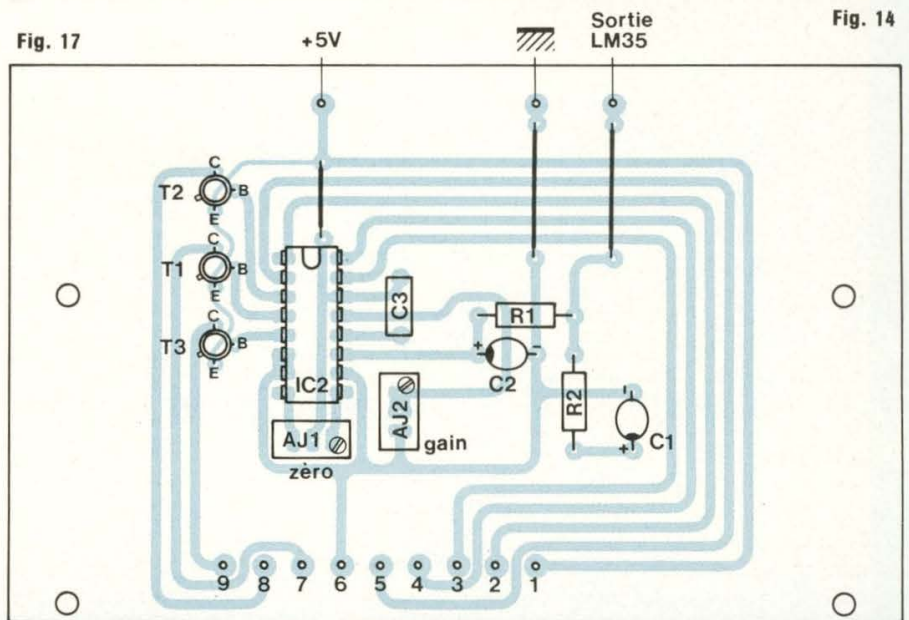 Fig. 17
+5V
Sortie
LM35
Fig. 14
C
T2
B
E
C
T1
B
E
C
T3
B
E
IC2
C3
R1
+
-
C2
AJ1
zèro
AJ2
gain
R2
-
+
C1
9 8 7 6 5 4 3 2 1